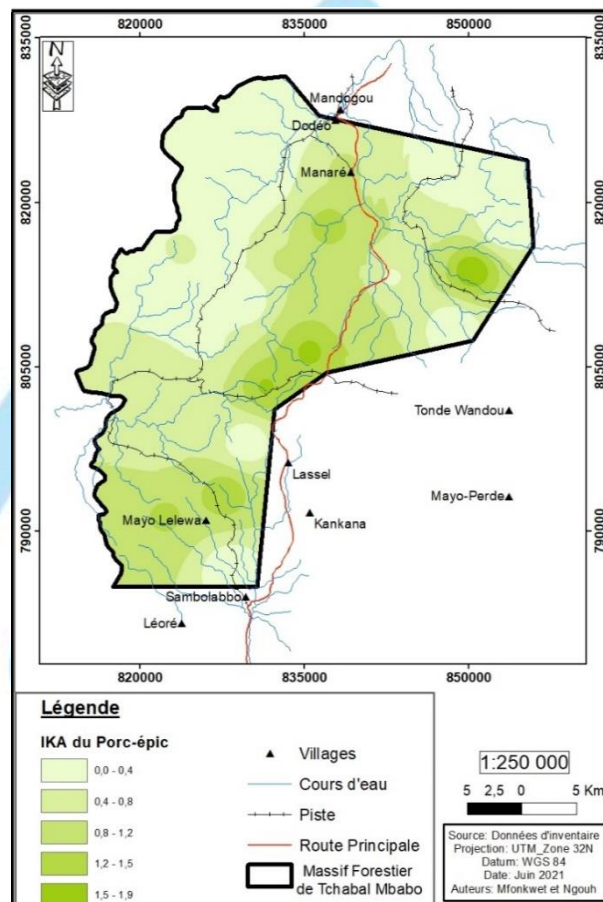 820000 835000 850000
835000 835000
N
Mandogou
Dodéo
Manaré
820000 820000
805000 805000
Tonde Wandou
Lassel
Mayo-Perde
Kankana
Mayo Lelewa
790000 790000
Sambolabbo
Léoré
820000 835000 850000
Légende
IKA du Porc-épic
0,0 - 0,4
0,4 - 0,8
0,8 - 1,2
1,2 - 1,5
1,5 - 1,9
Villages
Cours d'eau
Piste
Route Principale
Massif Forestier
de Tchabal Mbabo
1:250 000
5 2,5 0 5 Km
Source: Données d'inventaire
Projection: UTM_Zone 32N
Datum: WGS 84
Date: Juin 2021
Auteurs: Mfonkwet et Ngouh